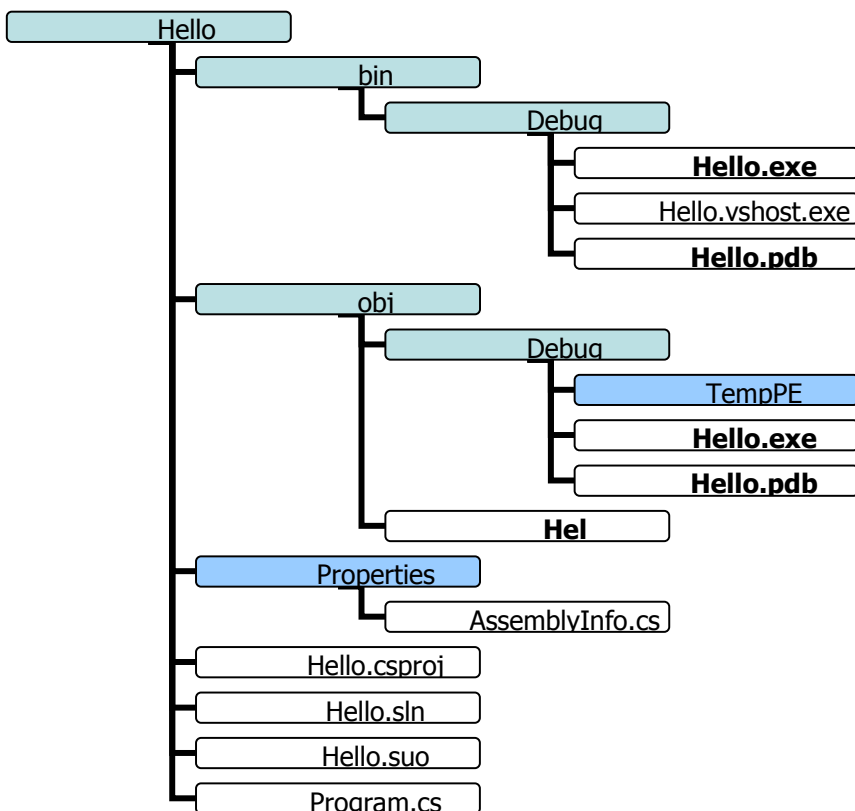 Hello
bin
Debug
Hello.exe
Hello.vshost.exe
Hello.pdb
obj
Debug
TempPE
Hello.exe
Hello.pdb
Hel
Properties
AssemblyInfo.cs
Hello.csproj
Hello.sln
Hello.suo
Program.cs